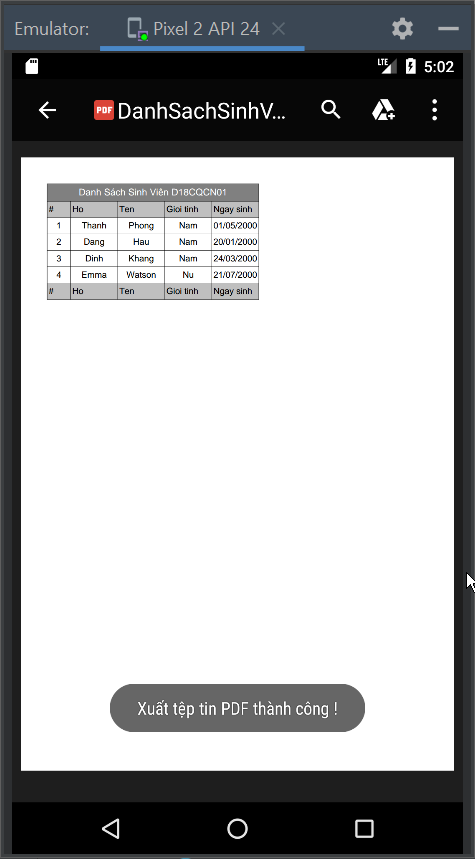 Emulator: Pixel 2 API 24
LTE 5:02
PDF DanhSachSinhV...
Danh Sách Sinh Viên D18CQCN01
# Ho Ten Gioi tinh Ngay sinh
1 Thanh Phong Nam 01/05/2000
2 Dang Hau Nam 20/01/2000
3 Dinh Khang Nam 24/03/2000
4 Emma Watson Nu 21/07/2000
# Ho Ten Gioi tinh Ngay sinh
Xuất tệp tin PDF thành công !